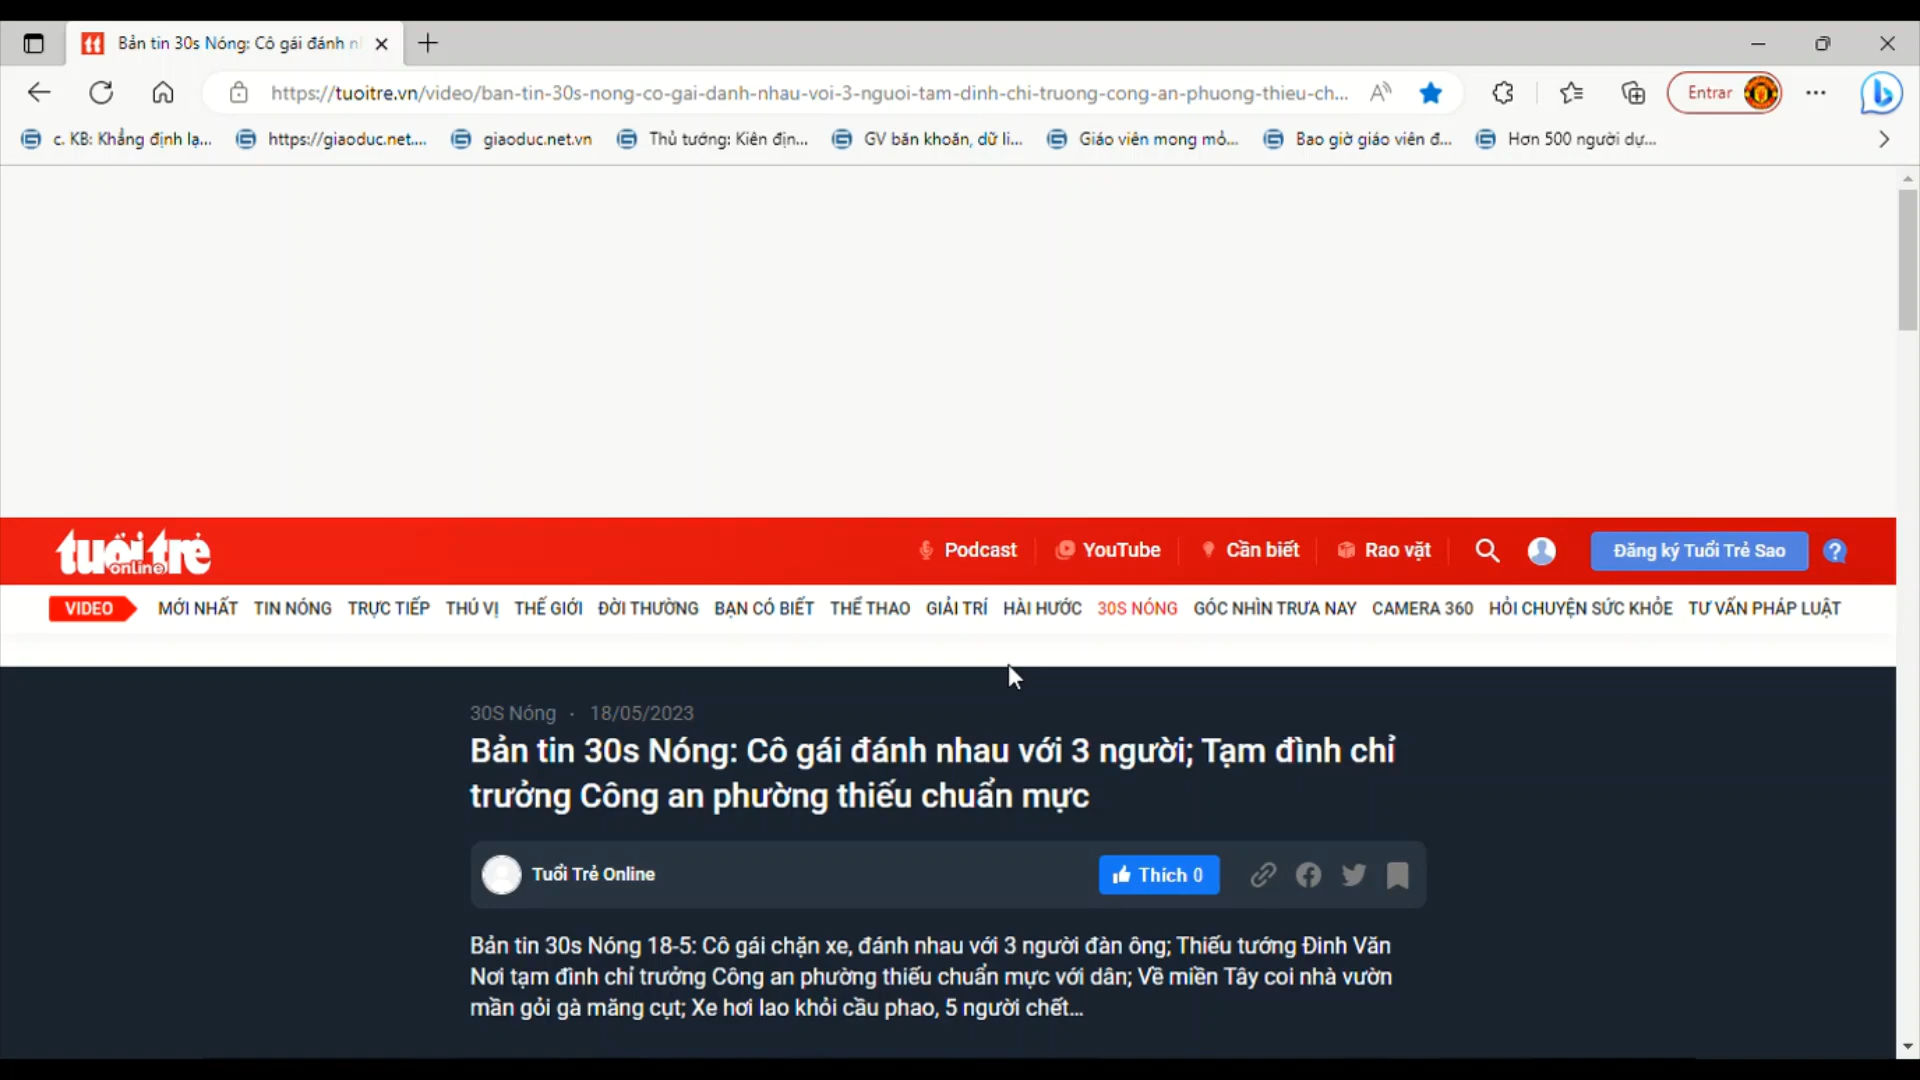 Bản tin 30s Nóng: Cô gái đánh n
https://tuoitre.vn/video/ban-tin-30s-nong-co-gai-danh-nhau-voi-3-nguoi-tam-dinh-chi-truong-cong-an-phuong-thieu-ch...
Entrar
c. KB: Khẳng định lạ...
https://giaoduc.net....
giaoduc.net.vn
Thủ tướng: Kiên địn...
GV băn khoăn, dữ li...
Giáo viên mong mỏ...
Bao giờ giáo viên đ...
Hơn 500 người dự...
tuổi trẻ online
Podcast
YouTube
Cần biết
Rao vặt
Đăng ký Tuổi Trẻ Sao
VIDEO MỚI NHẤT TIN NÓNG TRỰC TIẾP THÚ VỊ THẾ GIỚI ĐỜI THƯỜNG BẠN CÓ BIẾT THỂ THAO GIẢI TRÍ HÀI HƯỚC 30S NÓNG GÓC NHÌN TRƯA NAY CAMERA 360 HỎI CHUYỆN SỨC KHỎE TƯ VẤN PHÁP LUẬT
30S Nóng · 18/05/2023
Bản tin 30s Nóng: Cô gái đánh nhau với 3 người; Tạm đình chỉ
trưởng Công an phường thiếu chuẩn mực
Tuổi Trẻ Online
Thích 0
Bản tin 30s Nóng 18-5: Cô gái chặn xe, đánh nhau với 3 người đàn ông; Thiếu tướng Đinh Văn
Nơi tạm đình chỉ trưởng Công an phường thiếu chuẩn mực với dân; Về miền Tây coi nhà vườn
mần gỏi gà măng cụt; Xe hơi lao khỏi cầu phao, 5 người chết...